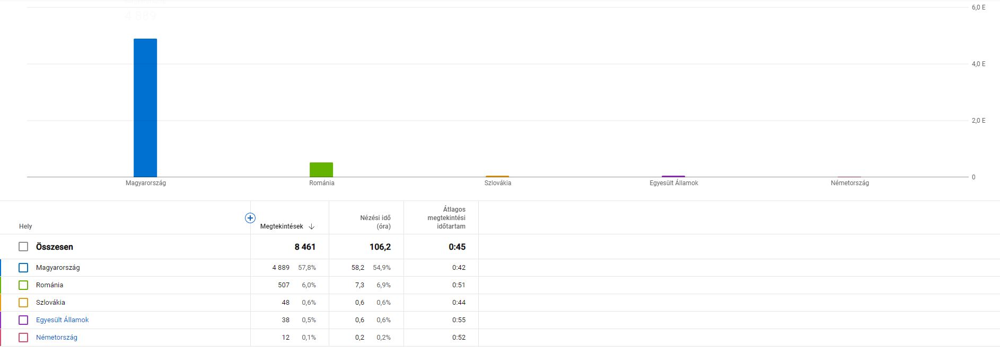 4 889
6,0 E
4,0 E
2,0 E
0
Magyarország Románia Szlovákia Egyesült Államok Németország
Hely Megtekintések Nézési idő (óra) Átlagos megtekintési időtartam
Összesen 8 461 106,2 0:45
Magyarország 4 889 57,8% 58,2 54,9% 0:42
Románia 507 6,0% 7,3 6,9% 0:51
Szlovákia 48 0,6% 0,6 0,6% 0:44
Egyesült Államok 38 0,5% 0,6 0,6% 0:55
Németország 12 0,1% 0,2 0,2% 0:52